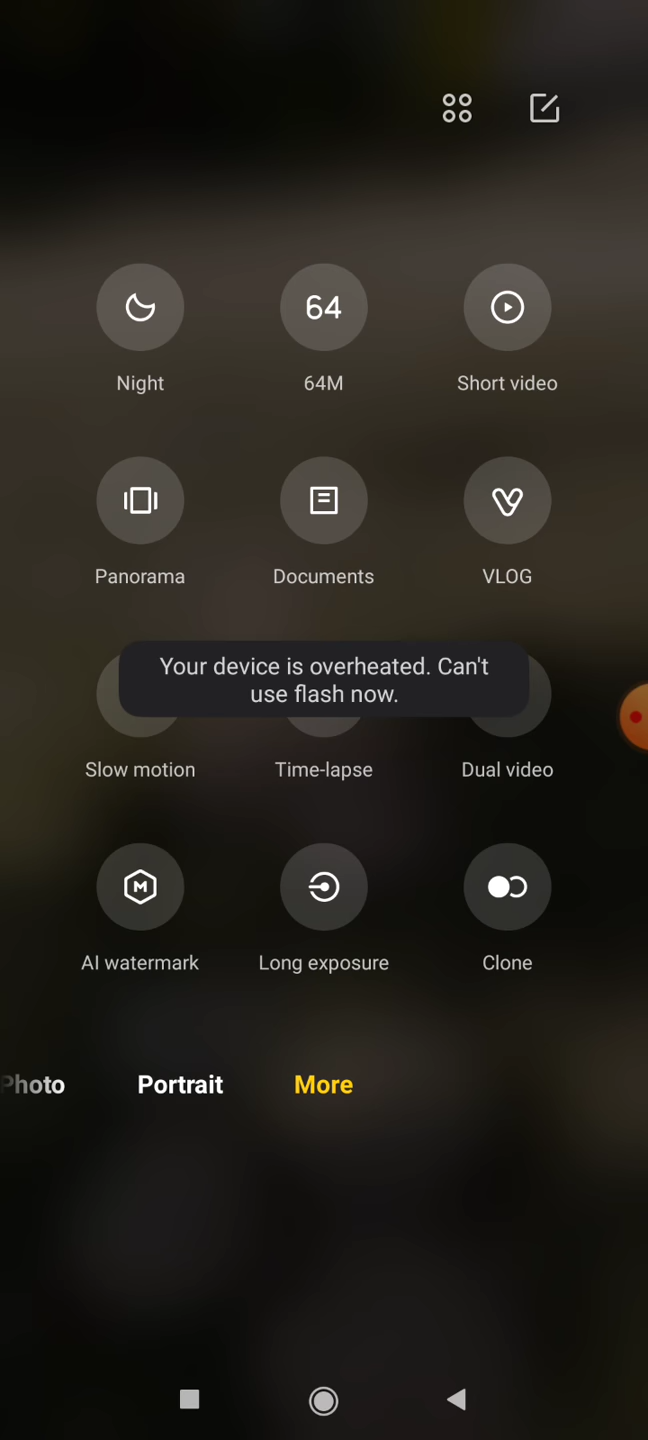 64
Night
64M
Short video
Panorama
Documents
VLOG
Your device is overheated. Can't
use flash now.
Slow motion
Time-lapse
Dual video
M
AI watermark
Long exposure
Clone
Photo
Portrait
More